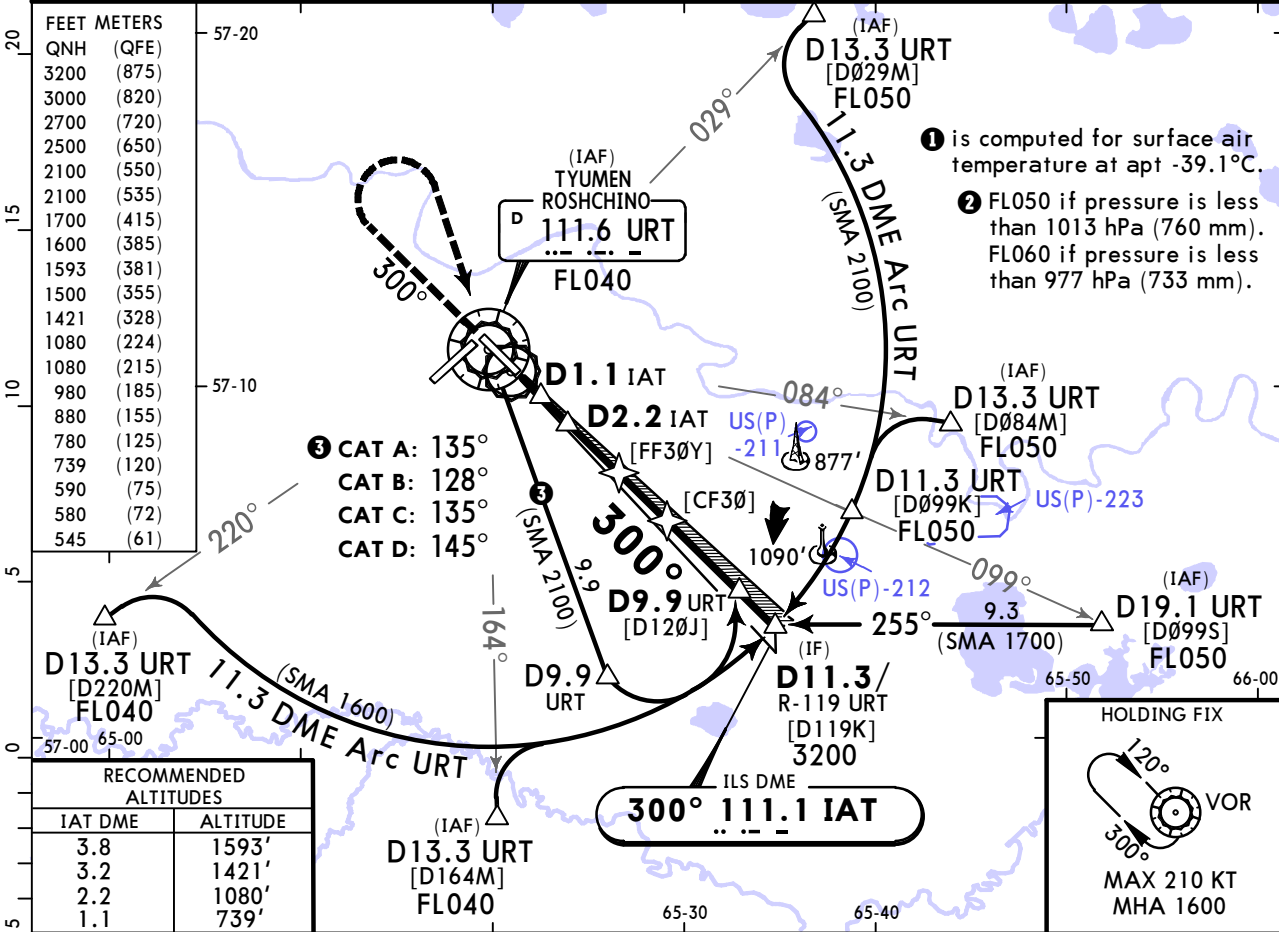 FEET METERS
QNH (QFE)
3200 (875)
3000 (820)
2700 (720)
2500 (650)
2100 (550)
2100 (535)
1700 (415)
1600 (385)
1593 (381)
1500 (355)
1421 (328)
1080 (224)
1080 (215)
980 (185)
880 (155)
780 (125)
739 (120)
590 (75)
580 (72)
545 (61)
20
15
10
5
0
5
57-20
57-10
57-00
65-00
65-30
65-40
65-50
66-00
(IAF)
D13.3 URT
[DØ29M]
FL050
029°
11.3 DME Arc URT
(SMA 2100)
❶ is computed for surface air
temperature at apt -39.1°C.
❷ FL050 if pressure is less
than 1013 hPa (760 mm).
FL060 if pressure is less
than 977 hPa (733 mm).
(IAF)
TYUMEN
ROSHCHINO
D 111.6 URT
FL040
300°
D1.1 IAT
D2.2 IAT
[FF3ØY]
[CF3Ø]
300°
084°
US(P)
-211
877'
(IAF)
D13.3 URT
[DØ84M]
FL050
D11.3 URT
[DØ99K]
FL050
US(P)-223
1090'
US(P)-212
099°
(IAF)
D19.1 URT
[DØ99S]
FL050
255°
9.3
(SMA 1700)
❸ CAT A: 135°
CAT B: 128°
CAT C: 135°
CAT D: 145°
❸
(SMA 2100)
9.9
D9.9 URT
[D12ØJ]
220°
164°
(IAF)
D13.3 URT
[D220M]
FL040
(SMA 1600)
11.3 DME Arc URT
D9.9
URT
(IF)
D11.3/
R-119 URT
[D119K]
3200
(IAF)
D13.3 URT
[D164M]
FL040
ILS DME
300° 111.1 IAT
RECOMMENDED
ALTITUDES
IAT DME ALTITUDE
3.8 1593'
3.2 1421'
2.2 1080'
1.1 739'
HOLDING FIX
120°
300°
VOR
MAX 210 KT
MHA 1600